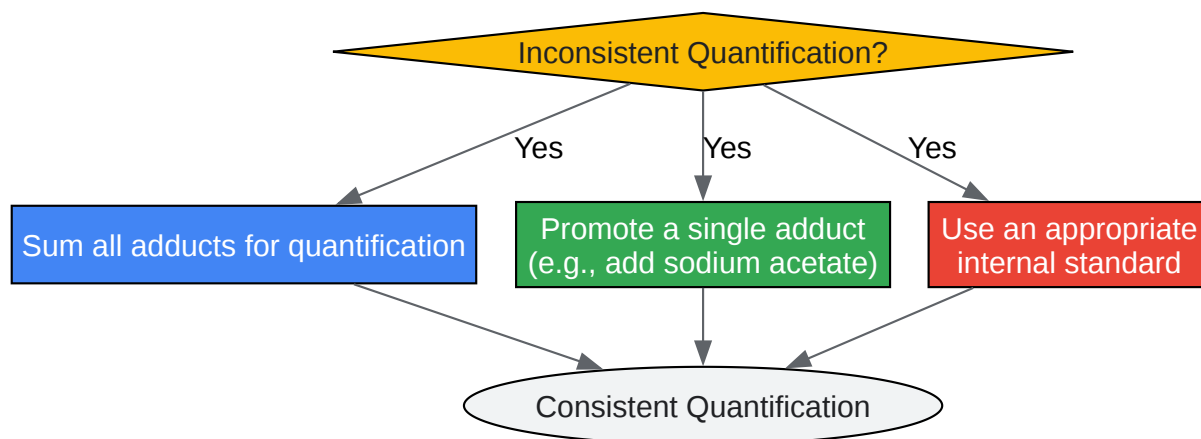 Inconsistent Quantification?
Yes
Yes
Yes
Sum all adducts for quantification
Promote a single adduct
(e.g., add sodium acetate)
Use an appropriate
internal standard
Consistent Quantification